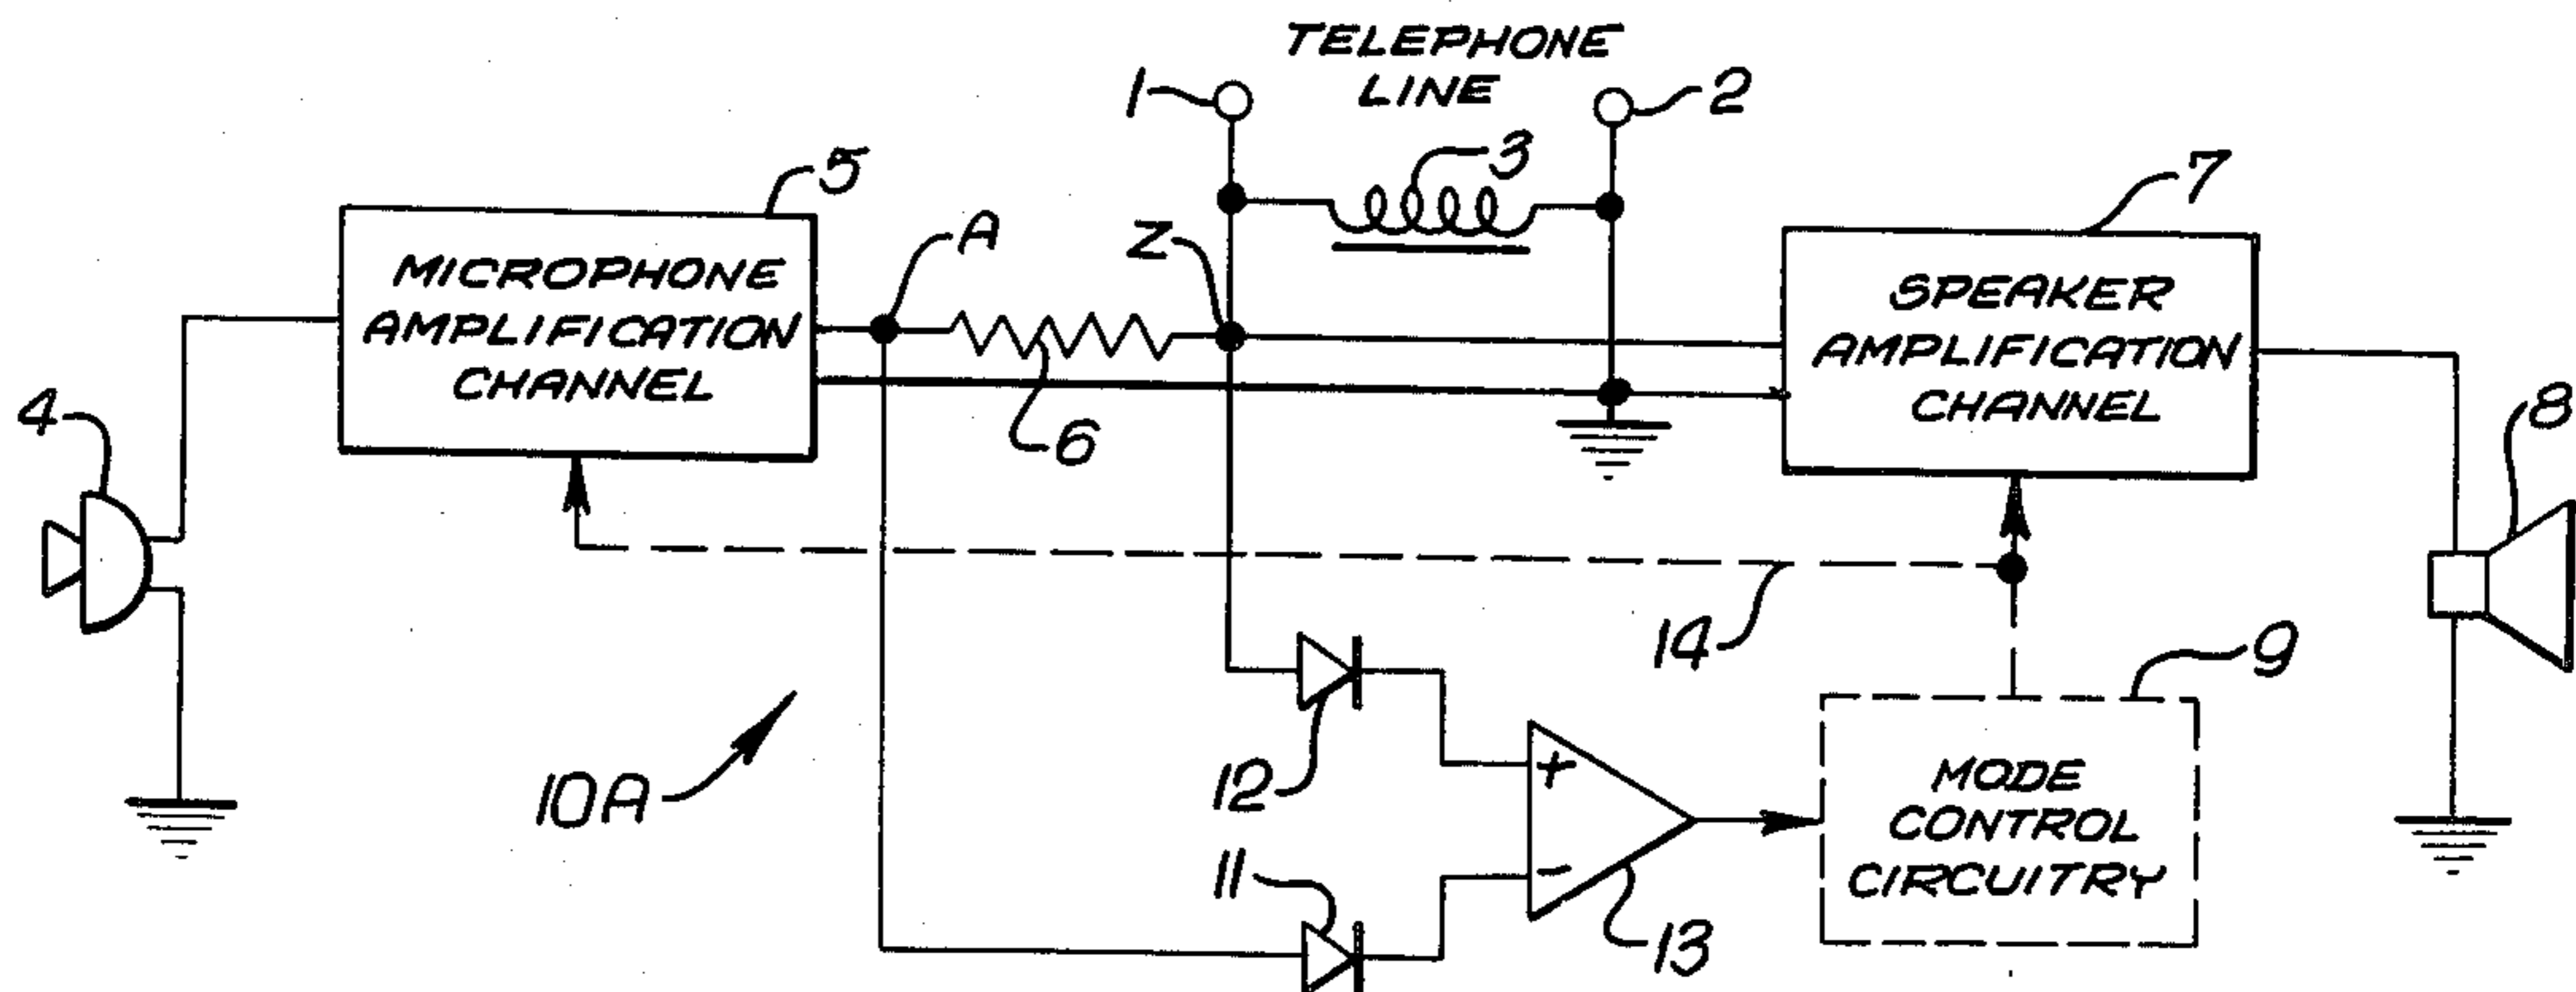 TELEPHONE
LINE
1
2
3
5
7
A
Z
MICROPHONE
AMPLIFICATION
CHANNEL
SPEAKER
AMPLIFICATION
CHANNEL
4
6
8
14
9
12
10A
+
-
MODE
CONTROL
CIRCUITRY
11
13